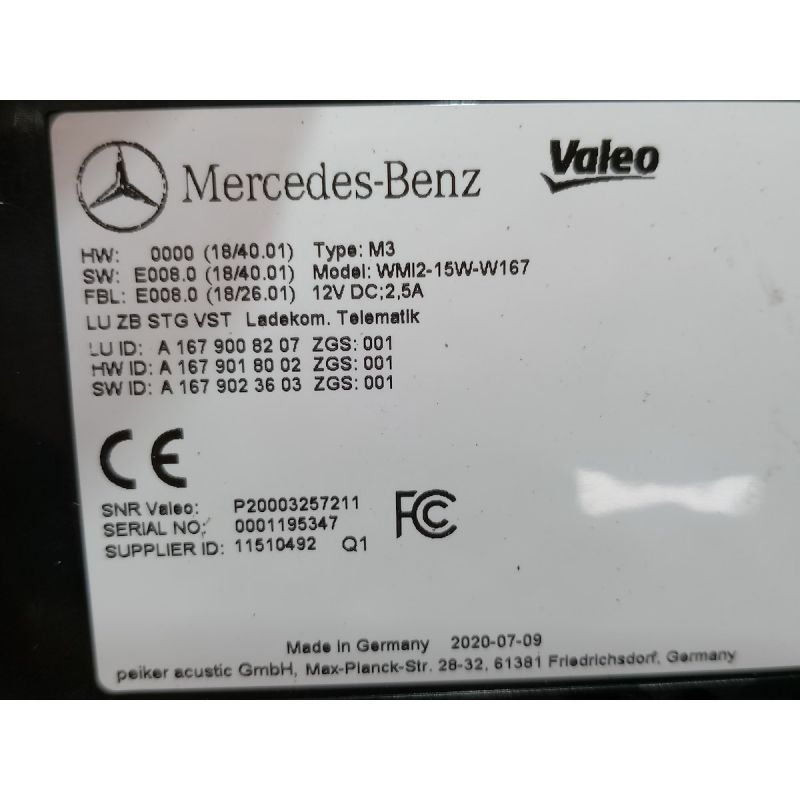 Mercedes-Benz
Valeo
HW: 0000 (18/40.01) Type: M3
SW: E008.0 (18/40.01) Model: WMI2-15W-W167
FBL: E008.0 (18/26.01) 12V DC;2,5A
LU ZB STG VST Ladekom. Telematik
LU ID: A 167 900 82 07 ZGS: 001
HW ID: A 167 901 80 02 ZGS: 001
SW ID: A 167 902 36 03 ZGS: 001
CE
SNR Valeo: P20003257211
SERIAL NO: 0001195347
FC
SUPPLIER ID: 11510492 Q1
Made in Germany 2020-07-09
peiker acustic GmbH, Max-Planck-Str. 28-32, 61381 Friedrichsdorf, Germany